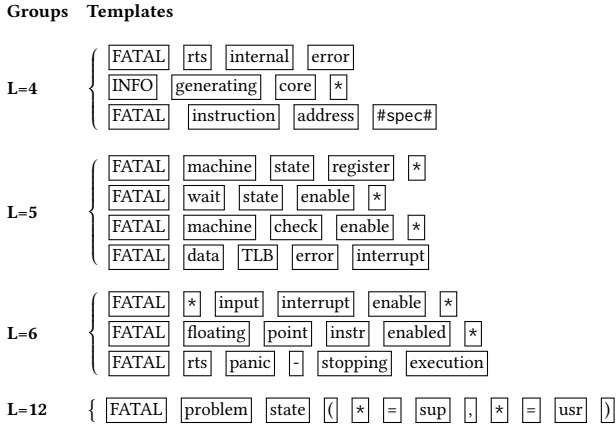 Groups Templates
FATAL rts internal error
L=4 INFO generating core *
FATAL instruction address #spec#
FATAL machine state register *
L=5 FATAL wait state enable *
FATAL machine check enable *
FATAL data TLB error interrupt
FATAL * input interrupt enable *
L=6 FATAL floating point instr enabled *
FATAL rts panic - stopping execution
L=12 { FATAL problem state ( * = sup , * = usr )